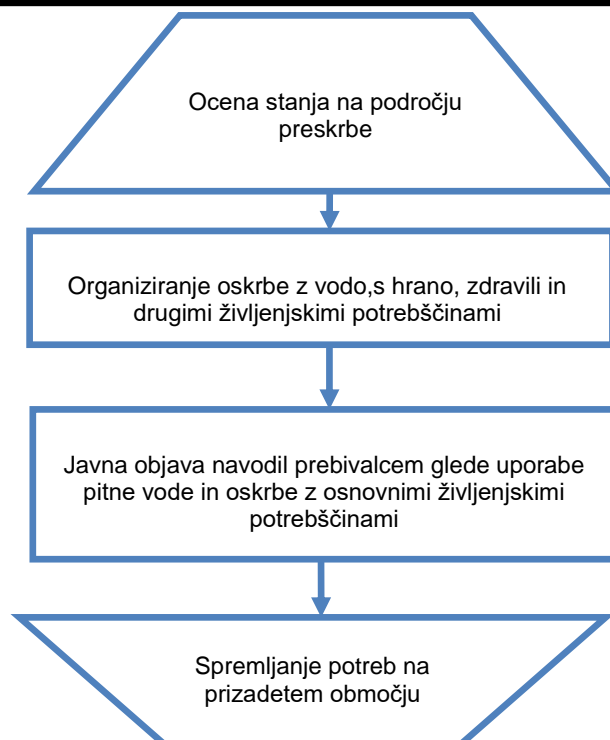 Ocena stanja na področju
preskrbe
Organiziranje oskrbe z vodo,s hrano, zdravili in
drugimi življenjskimi potrebščinami
Javna objava navodil prebivalcem glede uporabe
pitne vode in oskrbe z osnovnimi življenjskimi
potrebščinami
Spremljanje potreb na
prizadetem območju